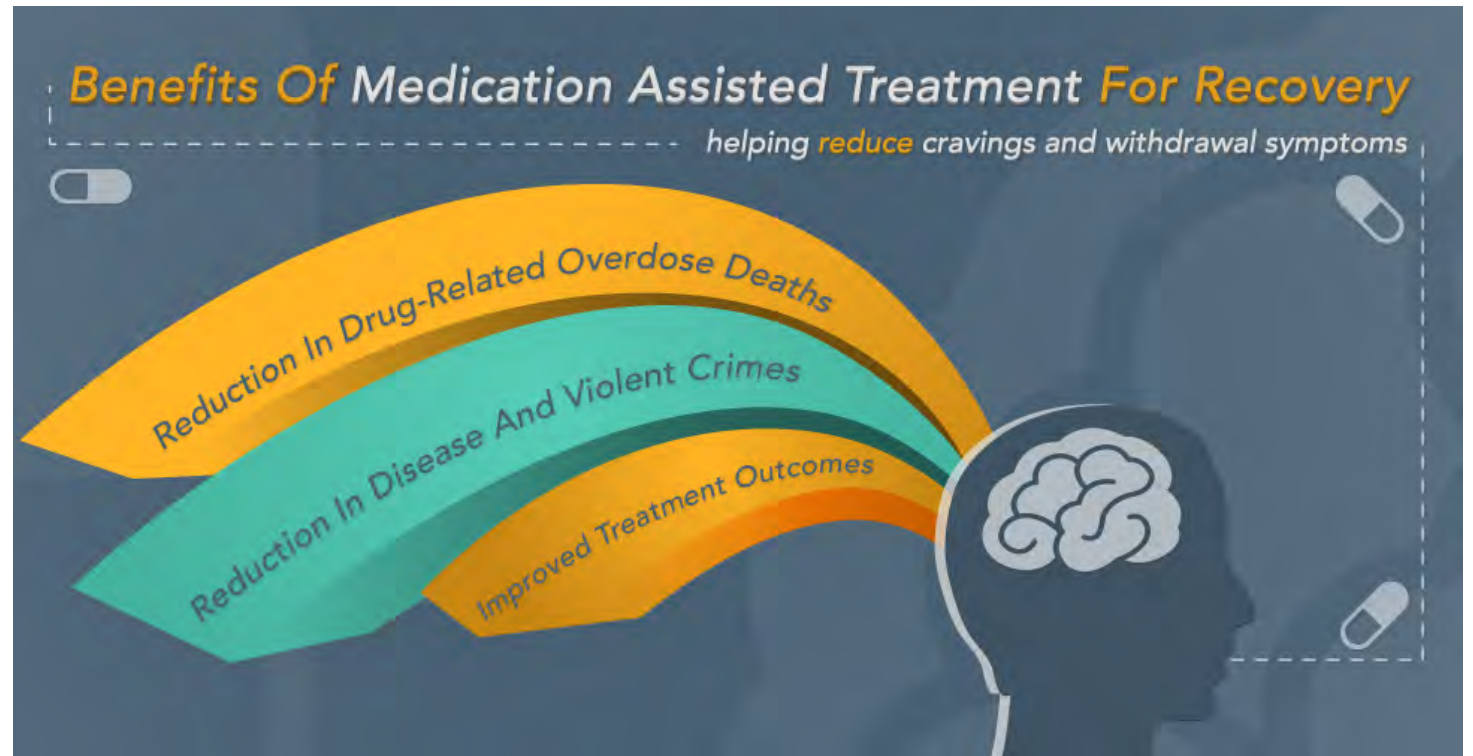 Benefits Of Medication Assisted Treatment For Recovery
helping reduce cravings and withdrawal symptoms
Reduction In Drug-Related Overdose Deaths
Reduction In Disease And Violent Crimes
Improved Treatment Outcomes